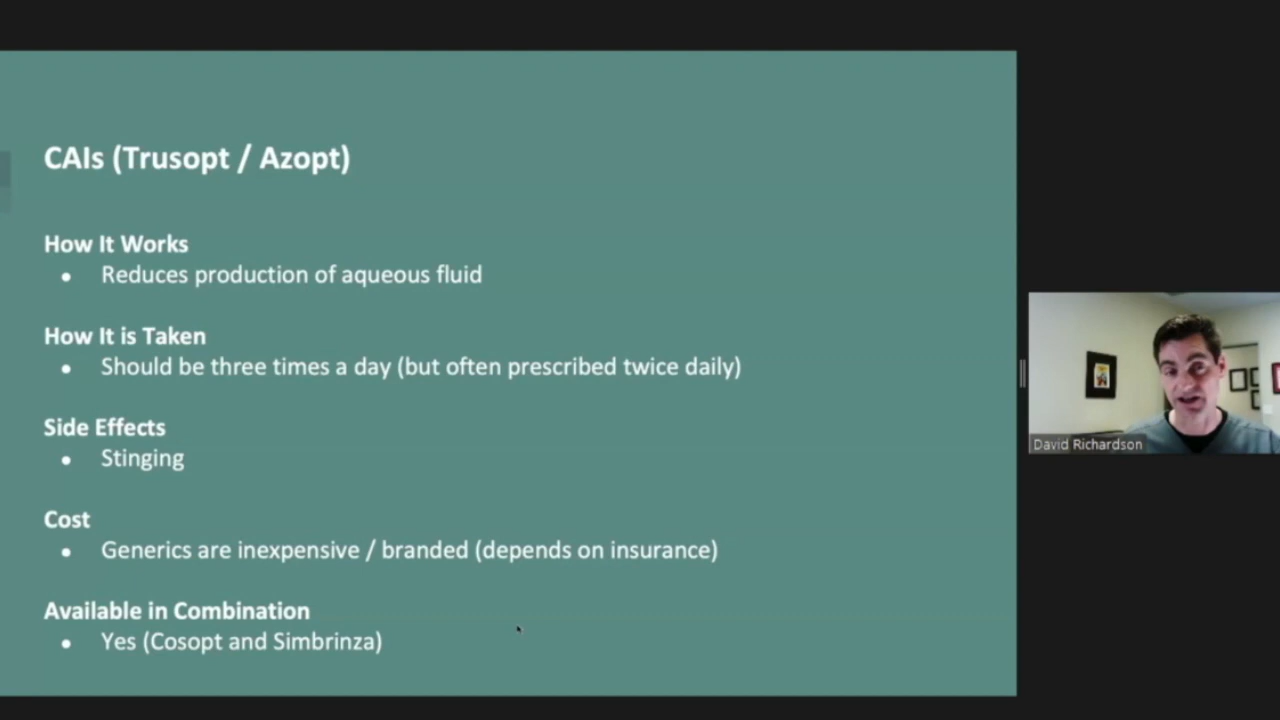 CAIs (Trusopt / Azopt)
How It Works
• Reduces production of aqueous fluid
How It is Taken
• Should be three times a day (but often prescribed twice daily)
Side Effects
• Stinging
Cost
• Generics are inexpensive / branded (depends on insurance)
Available in Combination
• Yes (Cosopt and Simbrinza)
David Richardson